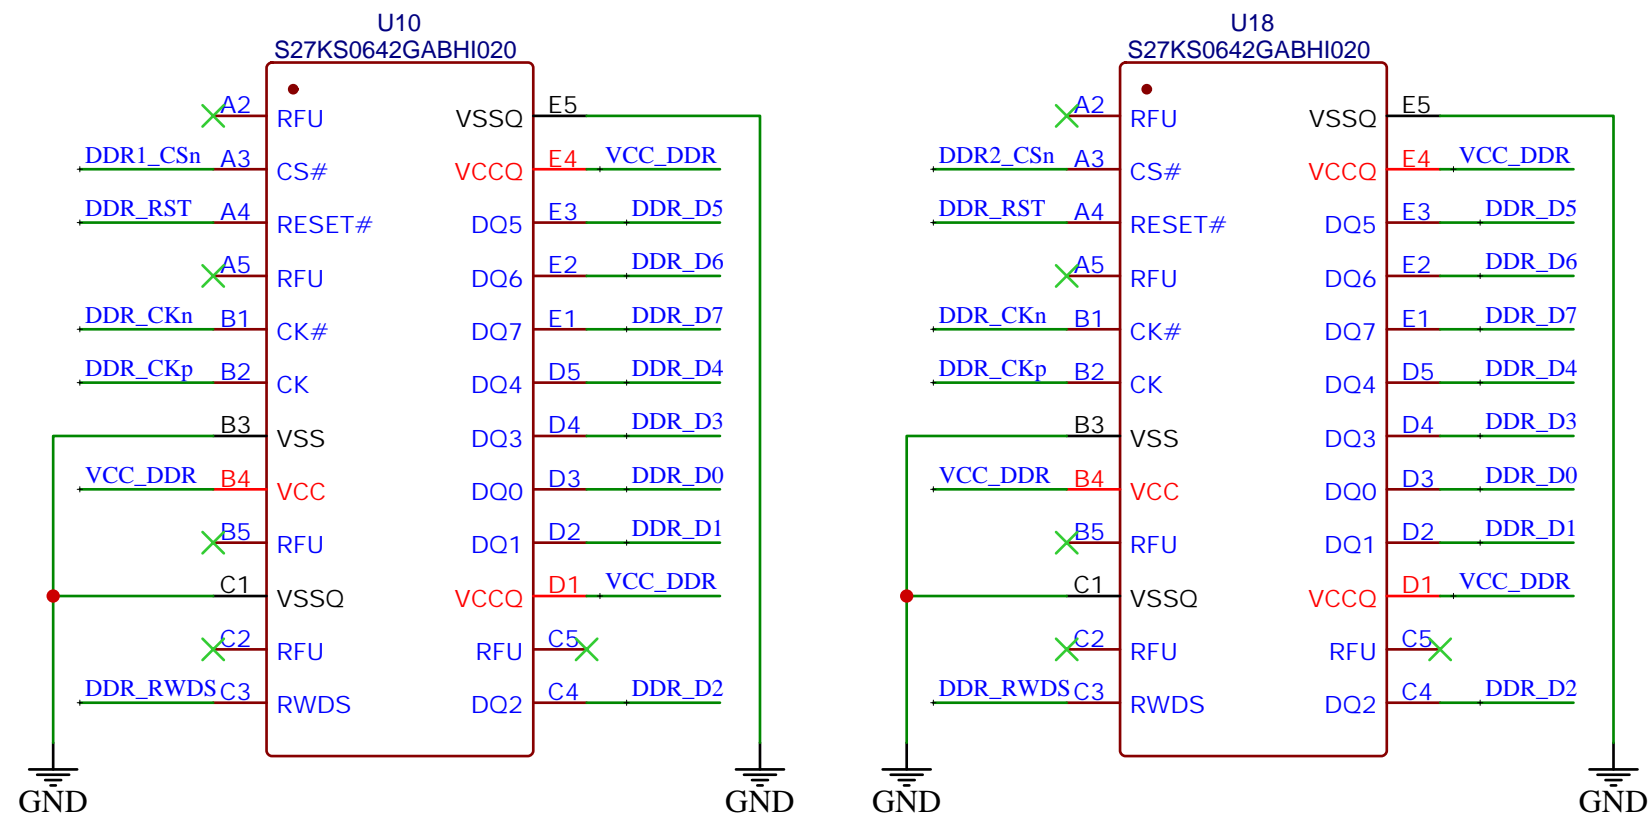 U10
S27KS0642GABHI020
A2 RFU VSSQ E5
DDR1_CSn A3 CS# VCCQ E4 VCC_DDR
DDR_RST A4 RESET# DQ5 E3 DDR_D5
A5 RFU DQ6 E2 DDR_D6
DDR_CKn B1 CK# DQ7 E1 DDR_D7
DDR_CKp B2 CK DQ4 D5 DDR_D4
B3 VSS DQ3 D4 DDR_D3
VCC_DDR B4 VCC DQ0 D3 DDR_D0
B5 RFU DQ1 D2 DDR_D1
C1 VSSQ VCCQ D1 VCC_DDR
C2 RFU RFU C5
DDR_RWDS C3 RWDS DQ2 C4 DDR_D2
GND GND
U18
S27KS0642GABHI020
A2 RFU VSSQ E5
DDR2_CSn A3 CS# VCCQ E4 VCC_DDR
DDR_RST A4 RESET# DQ5 E3 DDR_D5
A5 RFU DQ6 E2 DDR_D6
DDR_CKn B1 CK# DQ7 E1 DDR_D7
DDR_CKp B2 CK DQ4 D5 DDR_D4
B3 VSS DQ3 D4 DDR_D3
VCC_DDR B4 VCC DQ0 D3 DDR_D0
B5 RFU DQ1 D2 DDR_D1
C1 VSSQ VCCQ D1 VCC_DDR
C2 RFU RFU C5
DDR_RWDS C3 RWDS DQ2 C4 DDR_D2
GND GND